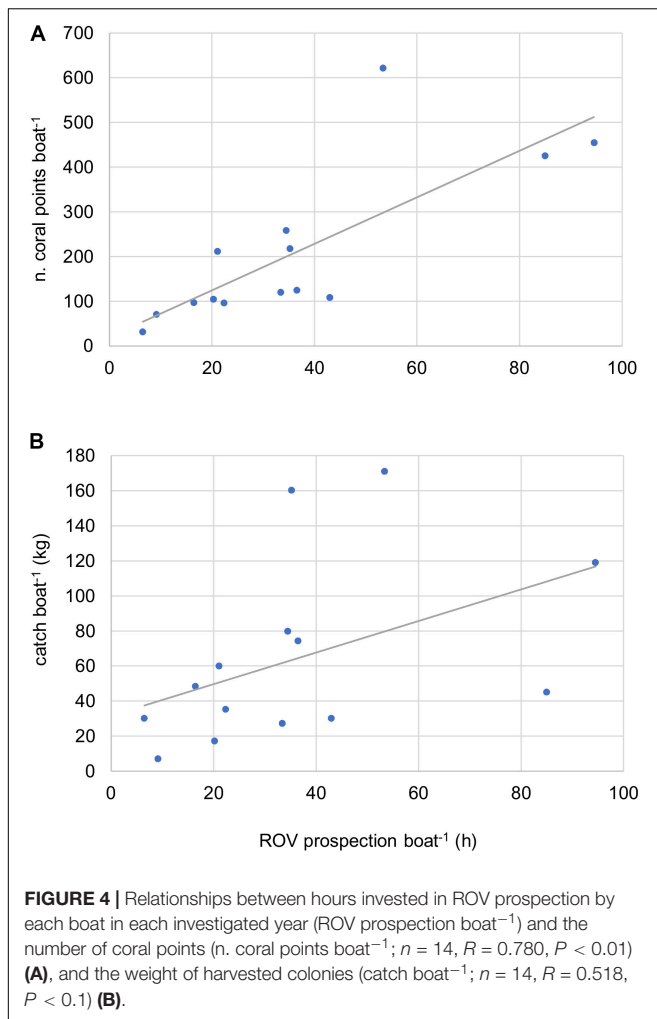 A
700
600
500
400
300
200
100
0
n. coral points boat⁻¹
0 20 40 60 80 100
B
180
160
140
120
100
80
60
40
20
0
catch boat⁻¹ (kg)
0 20 40 60 80 100
ROV prospection boat⁻¹ (h)
FIGURE 4 | Relationships between hours invested in ROV prospection by
each boat in each investigated year (ROV prospection boat⁻¹) and the
number of coral points (n. coral points boat⁻¹; n = 14, R = 0.780, P < 0.01)
(A), and the weight of harvested colonies (catch boat⁻¹; n = 14, R = 0.518,
P < 0.1) (B).